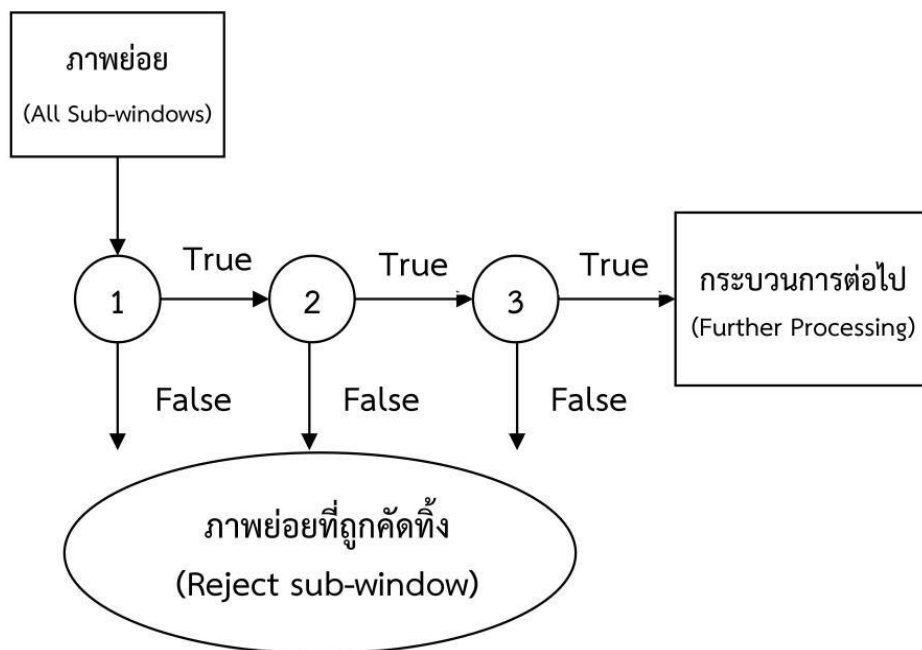 ภาพย่อย
(All Sub-windows)
True
True
True
1
2
3
กระบวนการต่อไป
(Further Processing)
False
False
False
ภาพย่อยที่ถูกคัดทิ้ง
(Reject sub-window)